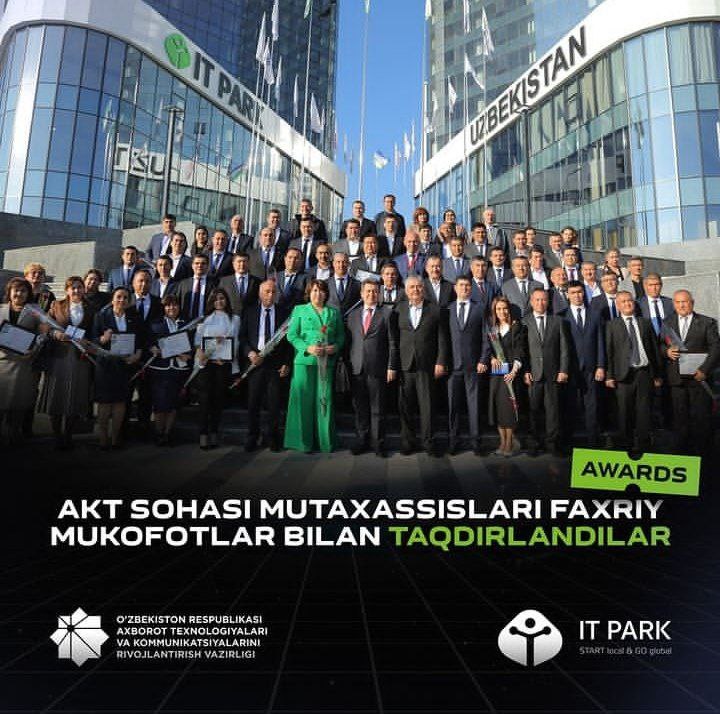 IT PARK
UZBEKISTAN
AWARDS
AKT SOHASI MUTAXASSISLARI FAXRIY
MUKOFOTLAR BILAN TAQDIRLANDILAR
O'ZBEKISTON RESPUBLIKASI
AXBOROT TEXNOLOGIYALARI
VA KOMMUNIKATSIYALARINI
RIVOJLANTIRISH VAZIRLIGI
IT PARK
START local & GO global